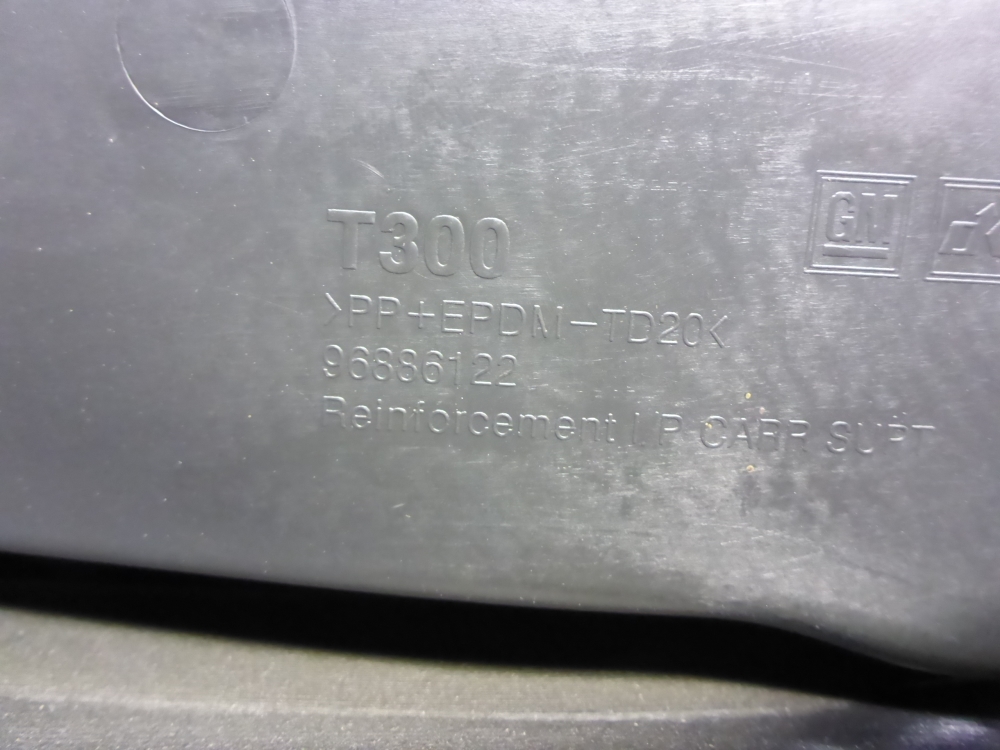 T300
GM
>PP+EPDM-TD20<
96886122
Reinforcement I.P CARR SUPT